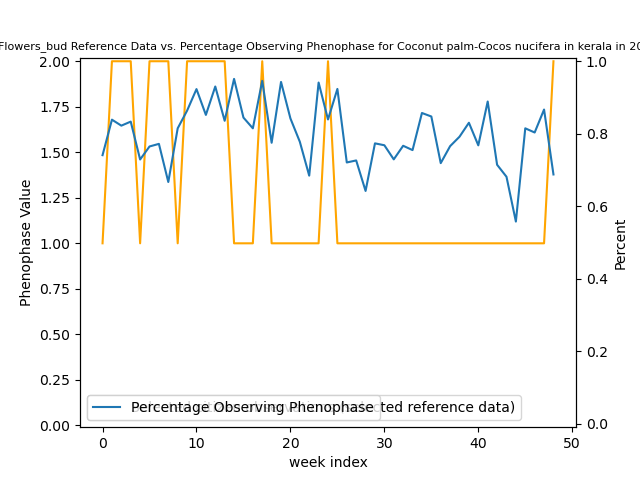 Flowers_bud Reference Data vs. Percentage Observing Phenophase for Coconut palm-Cocos nucifera in kerala in 20
2.00
1.75
1.50
1.25
1.00
0.75
0.50
0.25
0.00
Phenophase Value
1.0
0.8
0.6
0.4
0.2
0.0
Percent
0 10 20 30 40 50
week index
Percentage Observing Phenophase
ted reference data)